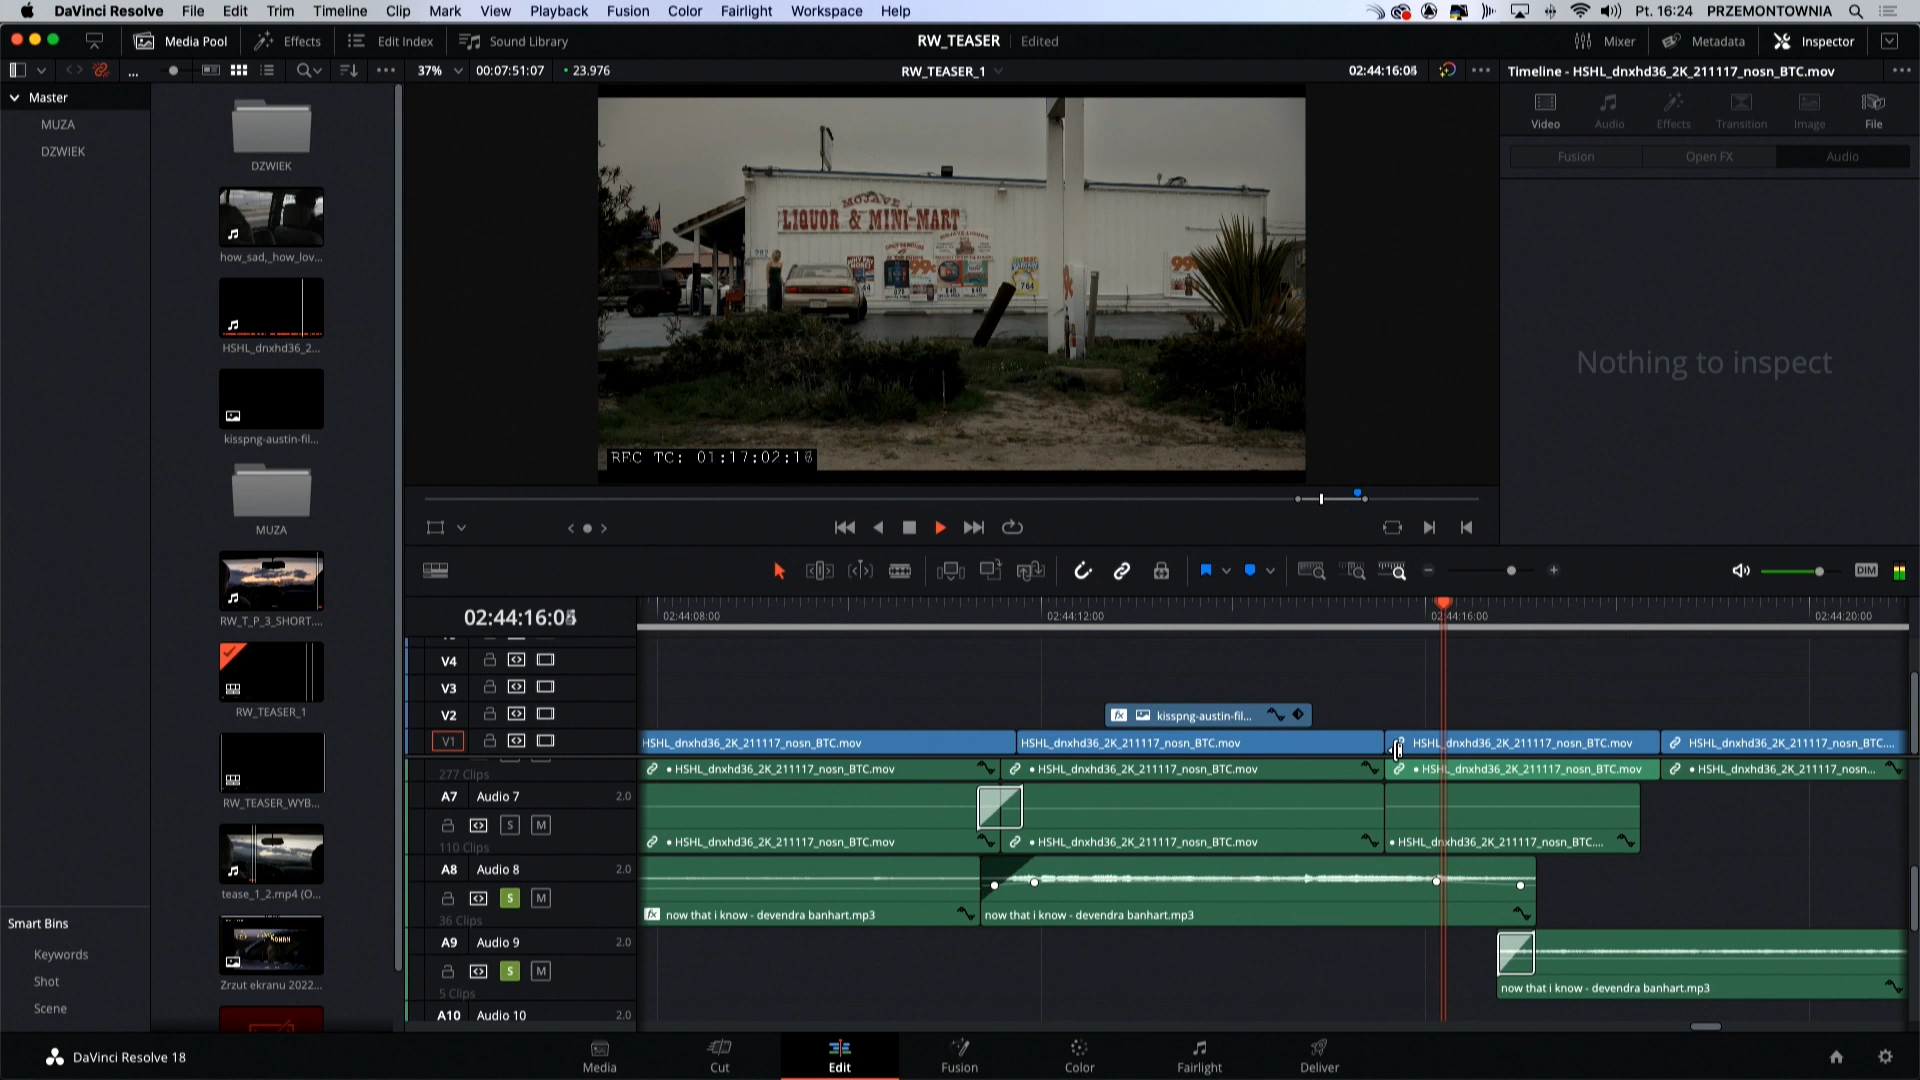 DaVinci Resolve File Edit Trim Timeline Clip Mark View Playback Fusion Color Fairlight Workspace Help Pt. 16:24 PRZEMONTOWNIA
Media Pool Effects Edit Index Sound Library RW_TEASER Edited Mixer Metadata Inspector
37% 00:07:51:07 23.976 RW_TEASER_1 Timeline - HSHL_dnxhd36_2K_211117_nosn_BTC.mov
Master
MUZA
DZWIEK
DZWIEK
how_sad,_how_lov...
HSHL_dnxhd36_2...
kisspng-austin-fil...
MUZA
RW_T_P_3_SHORT....
RW_TEASER_1
RW_TEASER_WYB...
tease_1_2.mp4 (O...
Zrzut ekranu 2022...
Smart Bins
Keywords
Shot
Scene
MOJAVE
LIQUOR & MINI-MART
99¢
764
REC TC: 01:17:02:16
Video Audio Effects Transition Image File
Fusion Open FX Audio
Nothing to inspect
DIM
02:44:08:00 02:44:12:00 02:44:16:00 02:44:20:00
V4
V3
V2 kisspng-austin-fil...
V1 HSHL_dnxhd36_2K_211117_nosn_BTC.mov HSHL_dnxhd36_2K_211117_nosn_BTC.mov HSHL_dnxhd36_2K_211117_nosn_BTC.mov HSHL_dnxhd36_2K_211117_nosn_BTC....
277 Clips HSHL_dnxhd36_2K_211117_nosn_BTC.mov HSHL_dnxhd36_2K_211117_nosn_BTC.mov HSHL_dnxhd36_2K_211117_nosn_BTC.mov HSHL_dnxhd36_2K_211117_nosn...
A7 Audio 7 2.0
S M
110 Clips HSHL_dnxhd36_2K_211117_nosn_BTC.mov HSHL_dnxhd36_2K_211117_nosn_BTC.mov HSHL_dnxhd36_2K_211117_nosn_BTC....
A8 Audio 8 2.0
S M
36 Clips fx now that i know - devendra banhart.mp3 now that i know - devendra banhart.mp3
A9 Audio 9 2.0
S M
5 Clips now that i know - devendra banhart.mp3
A10 Audio 10 2.0
DaVinci Resolve 18 Media Cut Edit Fusion Color Fairlight Deliver